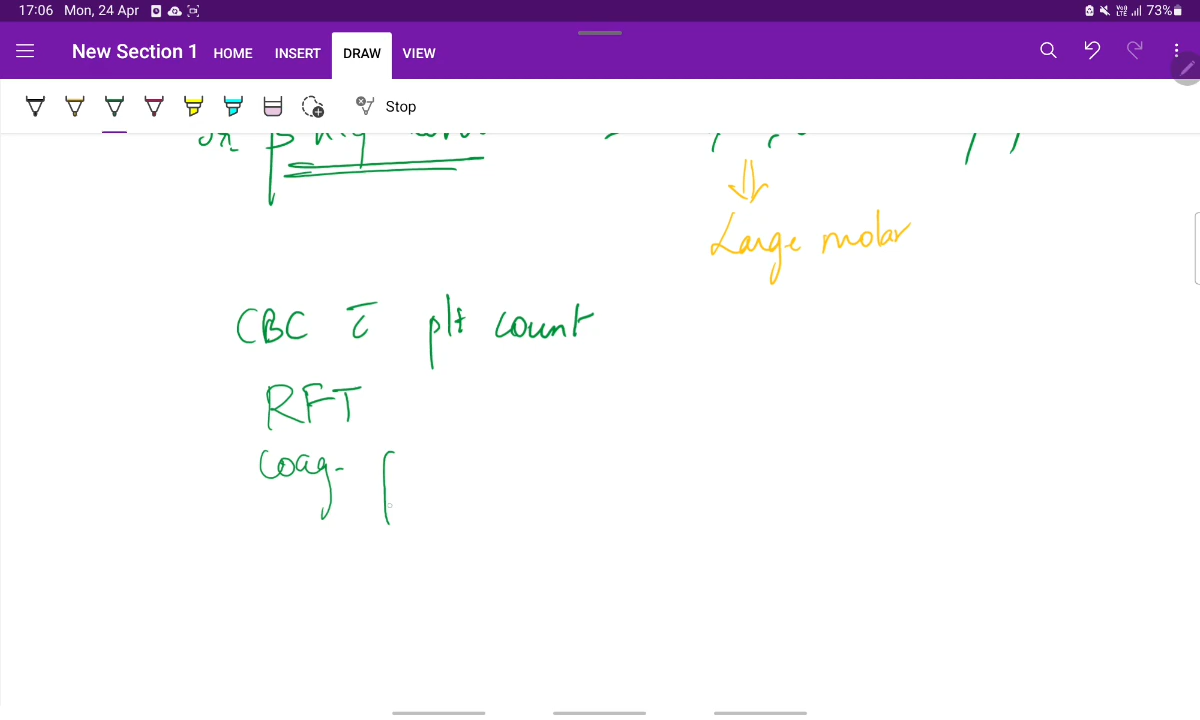 17:06 Mon, 24 Apr 73%
New Section 1 HOME INSERT DRAW VIEW
Stop
Large molar
CBC c̄ plt count
RFT
Coag-